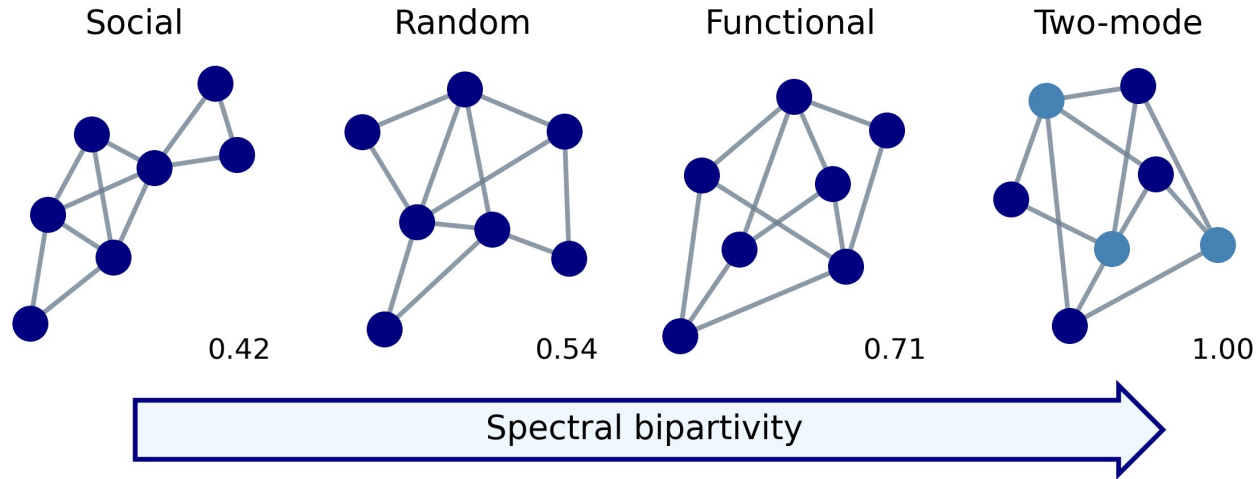 Social Random Functional Two-mode
0.42 0.54 0.71 1.00
Spectral bipartivity